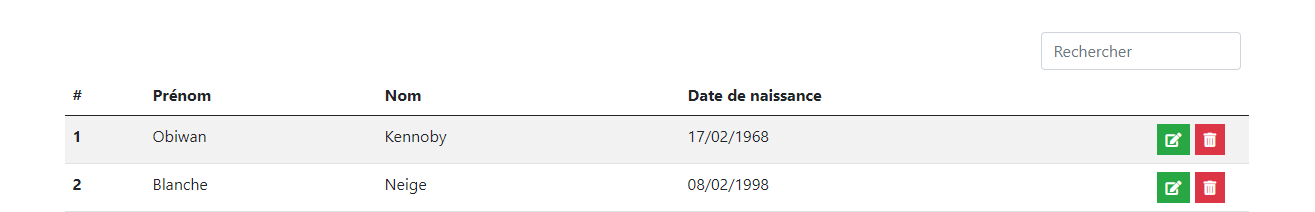 Rechercher
# Prénom Nom Date de naissance
1 Obiwan Kennoby 17/02/1968
2 Blanche Neige 08/02/1998